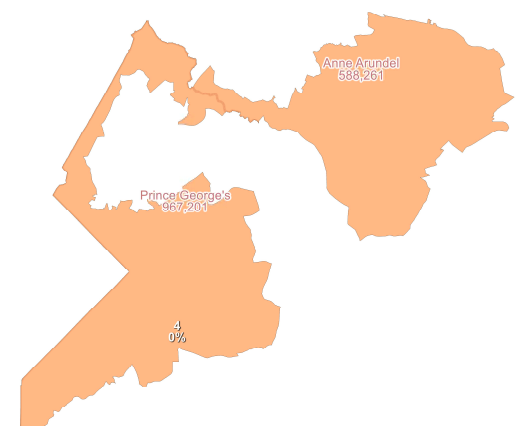 Anne Arundel
588,261
Prince George's
967,201
4
0%